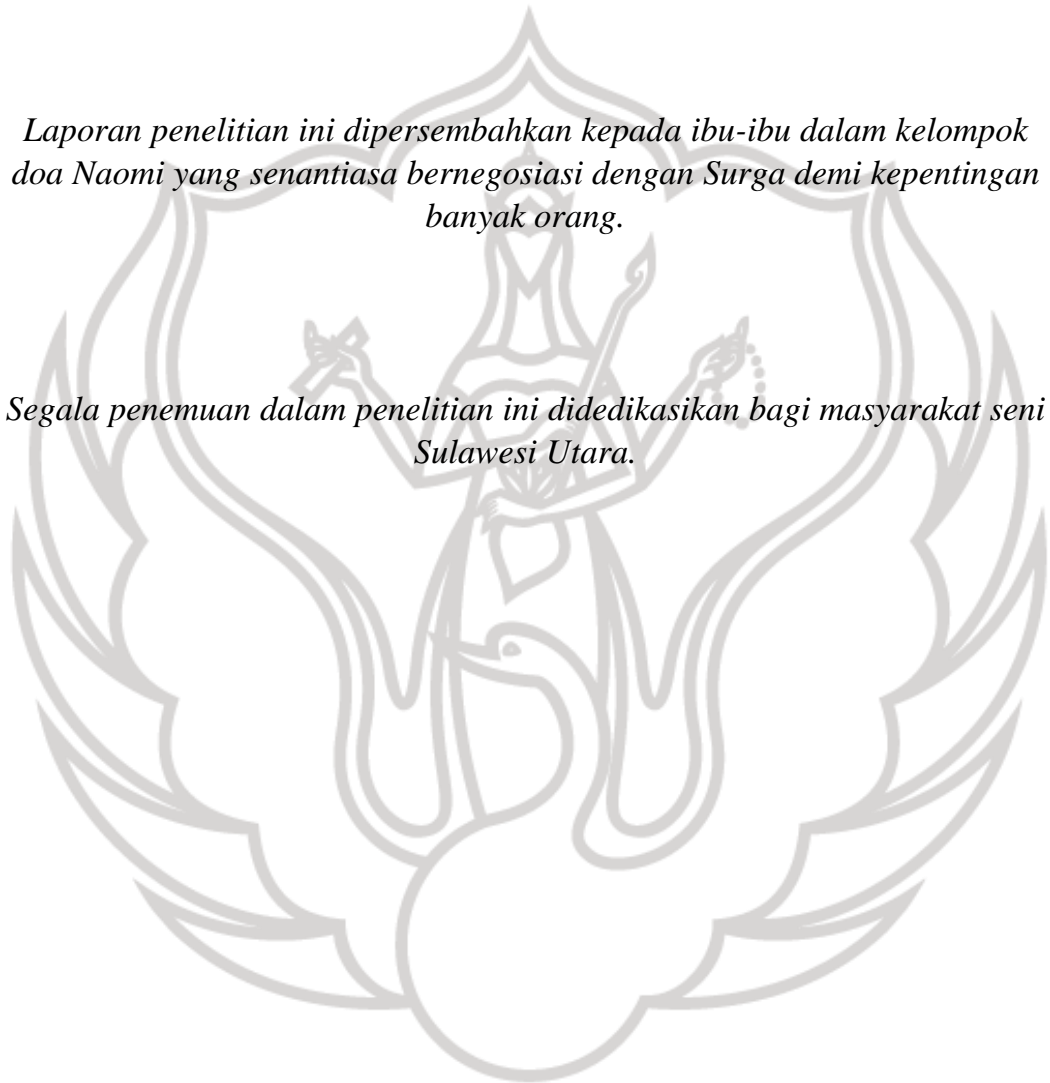 Laporan penelitian ini dipersembahkan kepada ibu-ibu dalam kelompok
doa Naomi yang senantiasa bernegosiasi dengan Surga demi kepentingan
banyak orang.
Segala penemuan dalam penelitian ini didedikasikan bagi masyarakat seni
Sulawesi Utara.